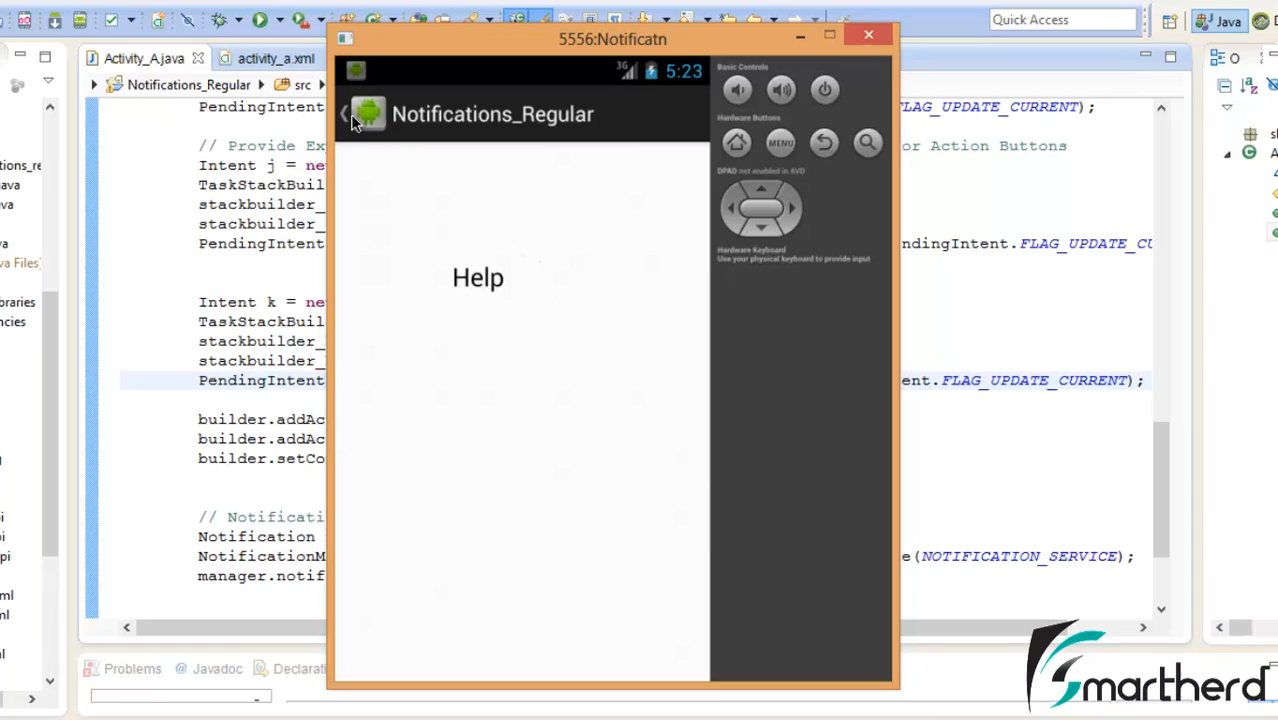 Quick Access
Java
Activity_A.java
activity_a.xml
Notifications_Regular
src
5556:Notificatn
3G
5:23
Notifications_Regular
Help
Basic Controls
Hardware Buttons
MENU
DPAD not enabled in AVD
Hardware Keyboard
Use your physical keyboard to provide input
PendingIntent
FLAG_UPDATE_CURRENT);
// Provide Ex
or Action Buttons
Intent j = ne
TaskStackBuil
stackbuilder_
stackbuilder_
PendingIntent
ndingIntent.FLAG_UPDATE_CU
Intent k = ne
TaskStackBuil
stackbuilder_
stackbuilder_
PendingIntent
ent.FLAG_UPDATE_CURRENT);
builder.addAc
builder.addAc
builder.setCo
// Notificati
Notification
NotificationM
e(NOTIFICATION_SERVICE);
manager.notif
Problems
@ Javadoc
Declarati
Smartherd